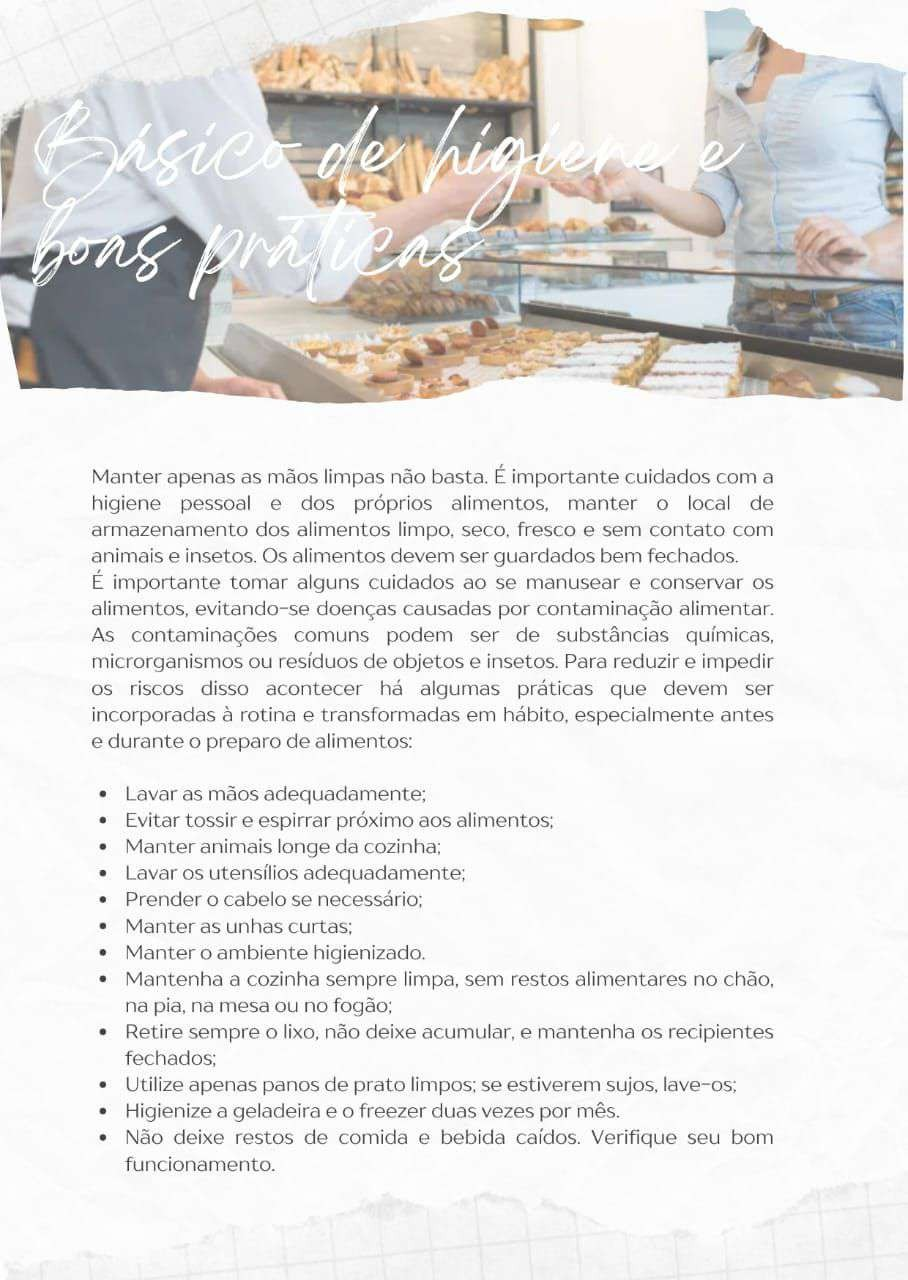 Básico de higiene e
boas práticas
Manter apenas as mãos limpas não basta. É importante cuidados com a
higiene pessoal e dos próprios alimentos, manter o local de
armazenamento dos alimentos limpo, seco, fresco e sem contato com
animais e insetos. Os alimentos devem ser guardados bem fechados.
É importante tomar alguns cuidados ao se manusear e conservar os
alimentos, evitando-se doenças causadas por contaminação alimentar.
As contaminações comuns podem ser de substâncias químicas,
microrganismos ou resíduos de objetos e insetos. Para reduzir e impedir
os riscos disso acontecer há algumas práticas que devem ser
incorporadas à rotina e transformadas em hábito, especialmente antes
e durante o preparo de alimentos:
• Lavar as mãos adequadamente;
• Evitar tossir e espirrar próximo aos alimentos;
• Manter animais longe da cozinha;
• Lavar os utensílios adequadamente;
• Prender o cabelo se necessário;
• Manter as unhas curtas;
• Manter o ambiente higienizado.
• Mantenha a cozinha sempre limpa, sem restos alimentares no chão,
na pia, na mesa ou no fogão;
• Retire sempre o lixo, não deixe acumular, e mantenha os recipientes
fechados;
• Utilize apenas panos de prato limpos; se estiverem sujos, lave-os;
• Higienize a geladeira e o freezer duas vezes por mês.
• Não deixe restos de comida e bebida caídos. Verifique seu bom
funcionamento.